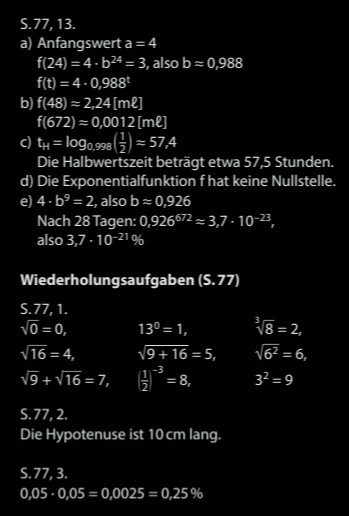 S. 77, 13.
a) Anfangswert a = 4
f(24) = 4 · b²⁴ = 3, also b ≈ 0,988
f(t) = 4 · 0,988ᵗ
b) f(48) ≈ 2,24 [mℓ]
f(672) ≈ 0,0012 [mℓ]
c) t_H = log₀,₉₉₈(1/2) ≈ 57,4
Die Halbwertszeit beträgt etwa 57,5 Stunden.
d) Die Exponentialfunktion f hat keine Nullstelle.
e) 4 · b⁹ = 2, also b ≈ 0,926
Nach 28 Tagen: 0,926⁶⁷² ≈ 3,7 · 10⁻²³,
also 3,7 · 10⁻²¹ %
Wiederholungsaufgaben (S. 77)
S. 77, 1.
√0 = 0, 13⁰ = 1, ³√8 = 2,
√16 = 4, √(9 + 16) = 5, √(6²) = 6,
√9 + √16 = 7, (1/2)⁻³ = 8, 3² = 9
S. 77, 2.
Die Hypotenuse ist 10 cm lang.
S. 77, 3.
0,05 · 0,05 = 0,0025 = 0,25 %